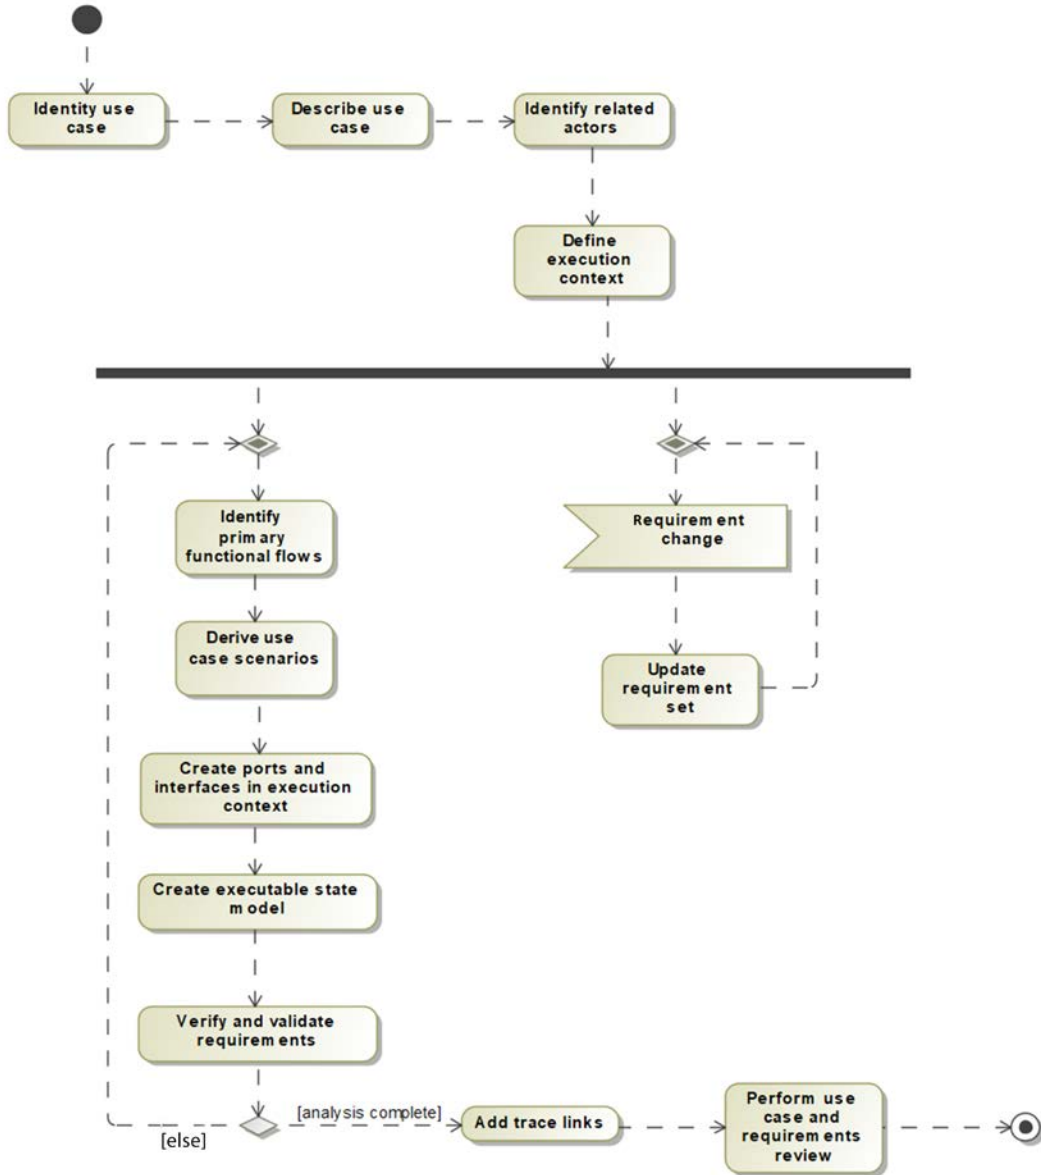 Identity use
case
Describe use
case
Identify related
actors
Define
execution
context
Identify
primary
functional flows
Derive use
case scenarios
Create ports and
interfaces in execution
context
Create executable state
model
Verify and validate
requirements
[else]
[analysis complete]
Add trace links
Perform use
case and
requirements
review
Requirement
change
Update
requirement
set